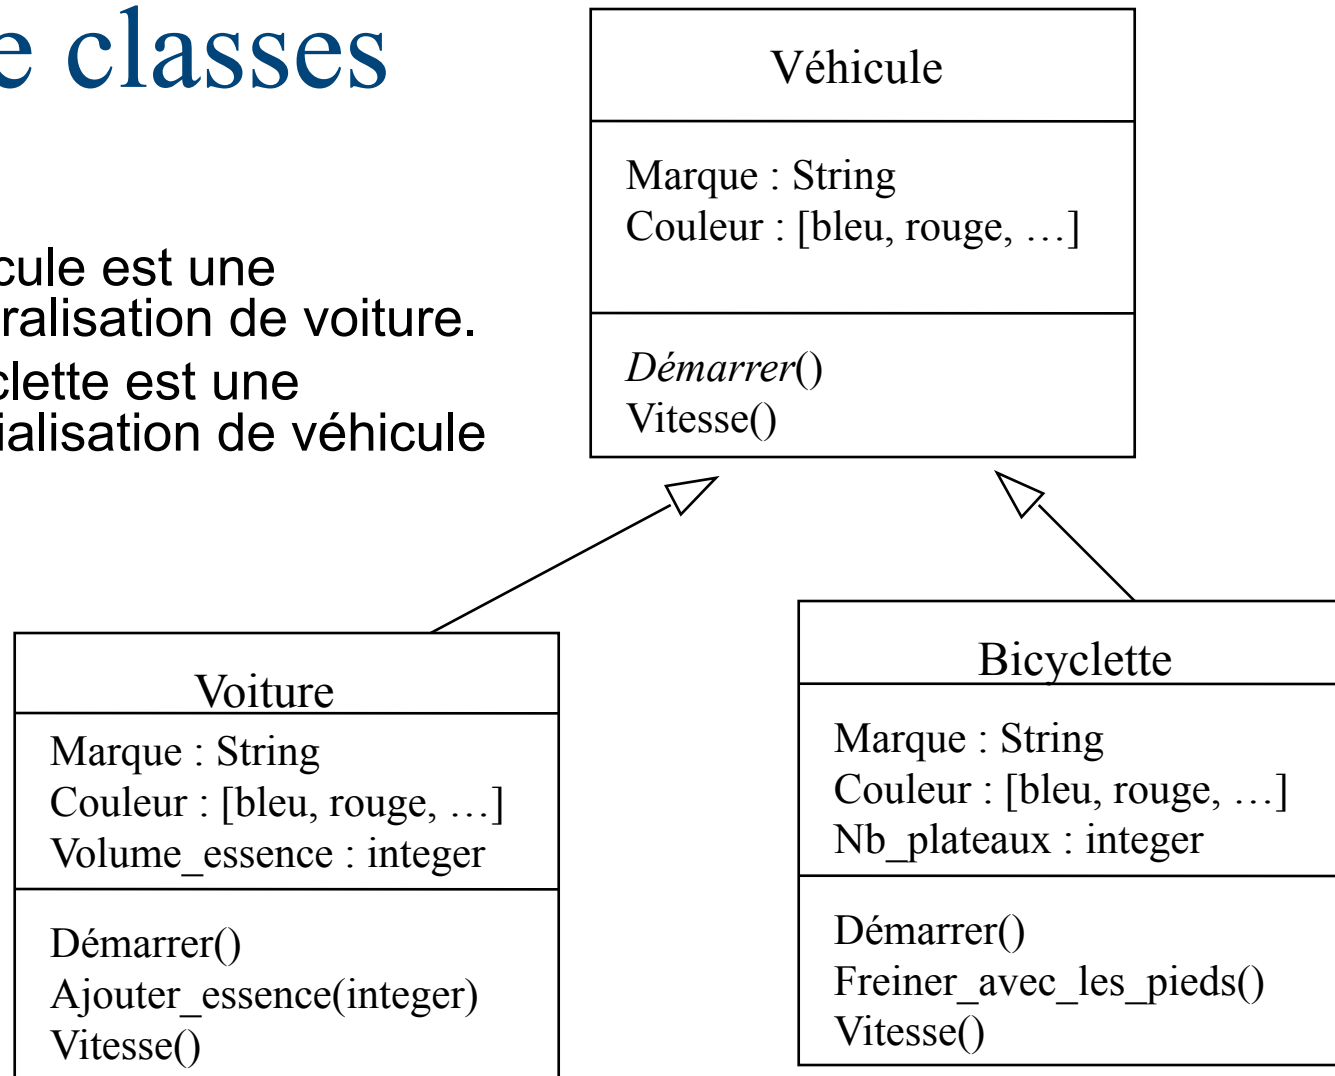 e classes
cule est une
ralisation de voiture.
clette est une
ialisation de véhicule
Véhicule
Marque : String
Couleur : [bleu, rouge, …]
Démarrer()
Vitesse()
Voiture
Marque : String
Couleur : [bleu, rouge, …]
Volume_essence : integer
Démarrer()
Ajouter_essence(integer)
Vitesse()
Bicyclette
Marque : String
Couleur : [bleu, rouge, …]
Nb_plateaux : integer
Démarrer()
Freiner_avec_les_pieds()
Vitesse()